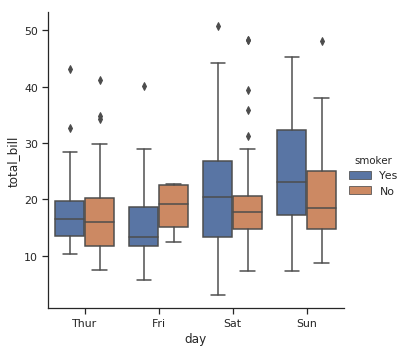 50
40
30
20
10
total_bill
Thur Fri Sat Sun
day
smoker
Yes
No